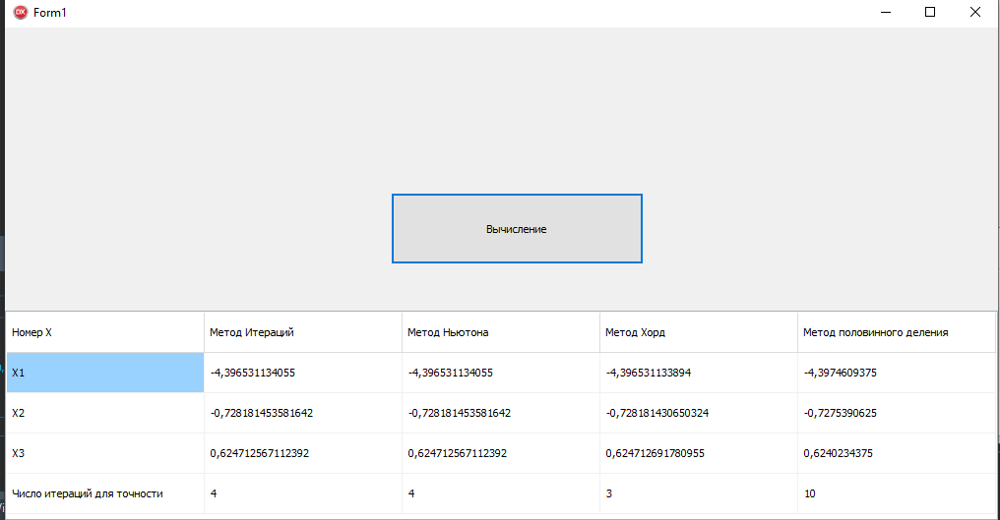 DX Form1
Вычисление
Номер X Метод Итераций Метод Ньютона Метод Хорд Метод половинного деления
X1 -4,396531134055 -4,396531134055 -4,396531133894 -4,3974609375
X2 -0,728181453581642 -0,728181453581642 -0,728181430650324 -0,7275390625
X3 0,624712567112392 0,624712567112392 0,624712691780955 0,6240234375
Число итераций для точности 4 4 3 10